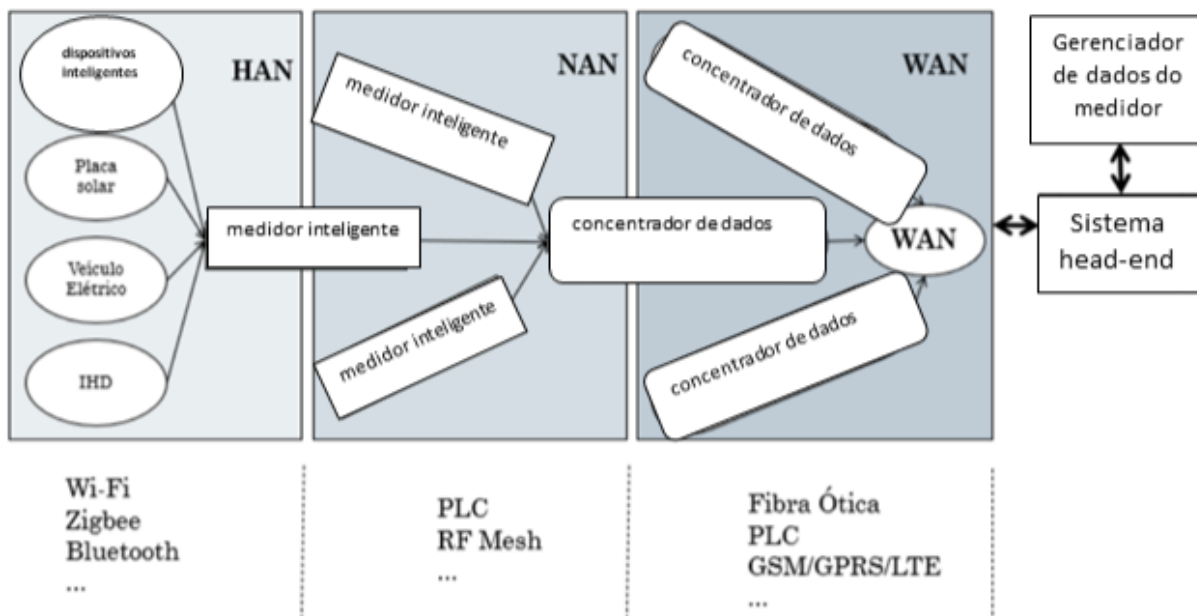 dispositivos
inteligentes
HAN
Placa
solar
Veículo
Elétrico
IHD
medidor inteligente
NAN
medidor inteligente
medidor inteligente
concentrador de dados
WAN
concentrador de dados
concentrador de dados
WAN
Gerenciador
de dados do
medidor
Sistema
head-end
Wi-Fi
Zigbee
Bluetooth
...
PLC
RF Mesh
...
Fibra Ótica
PLC
GSM/GPRS/LTE
...